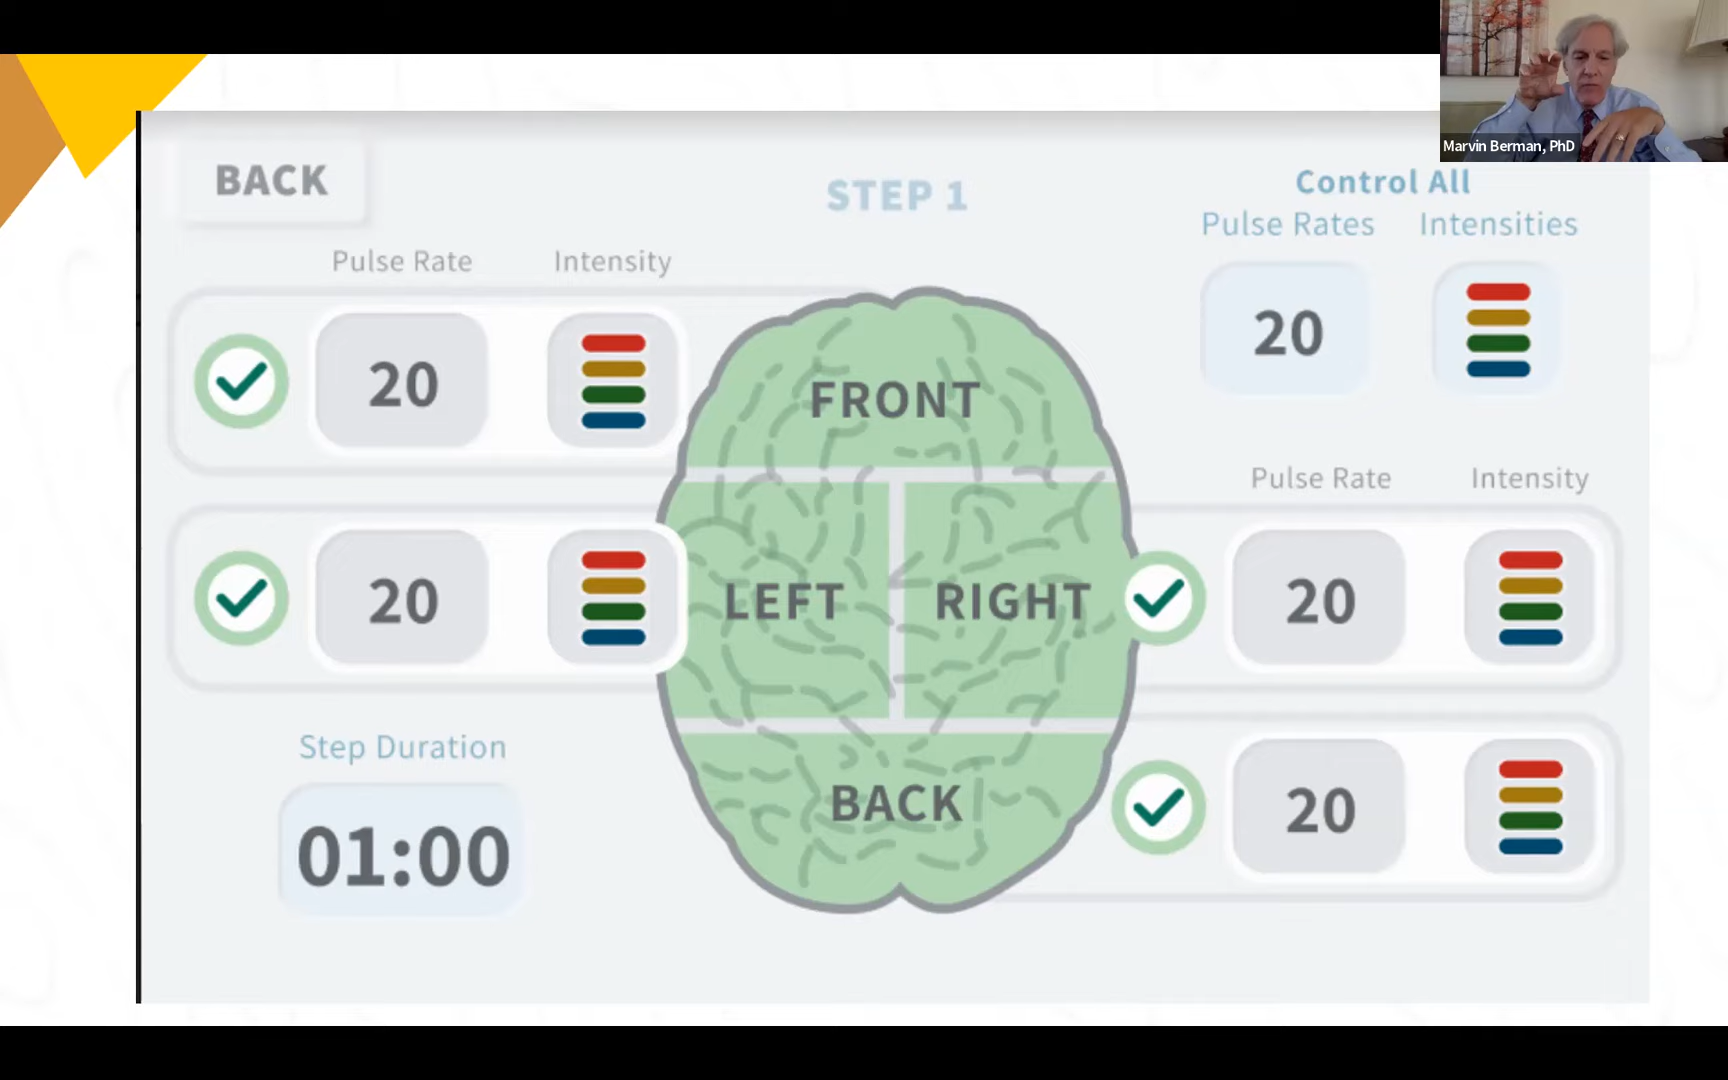 Marvin Berman, PhD
BACK
STEP 1
Control All
Pulse Rates Intensities
20
Pulse Rate Intensity
20
FRONT
Pulse Rate Intensity
20
LEFT RIGHT
20
Step Duration
01:00
BACK
20